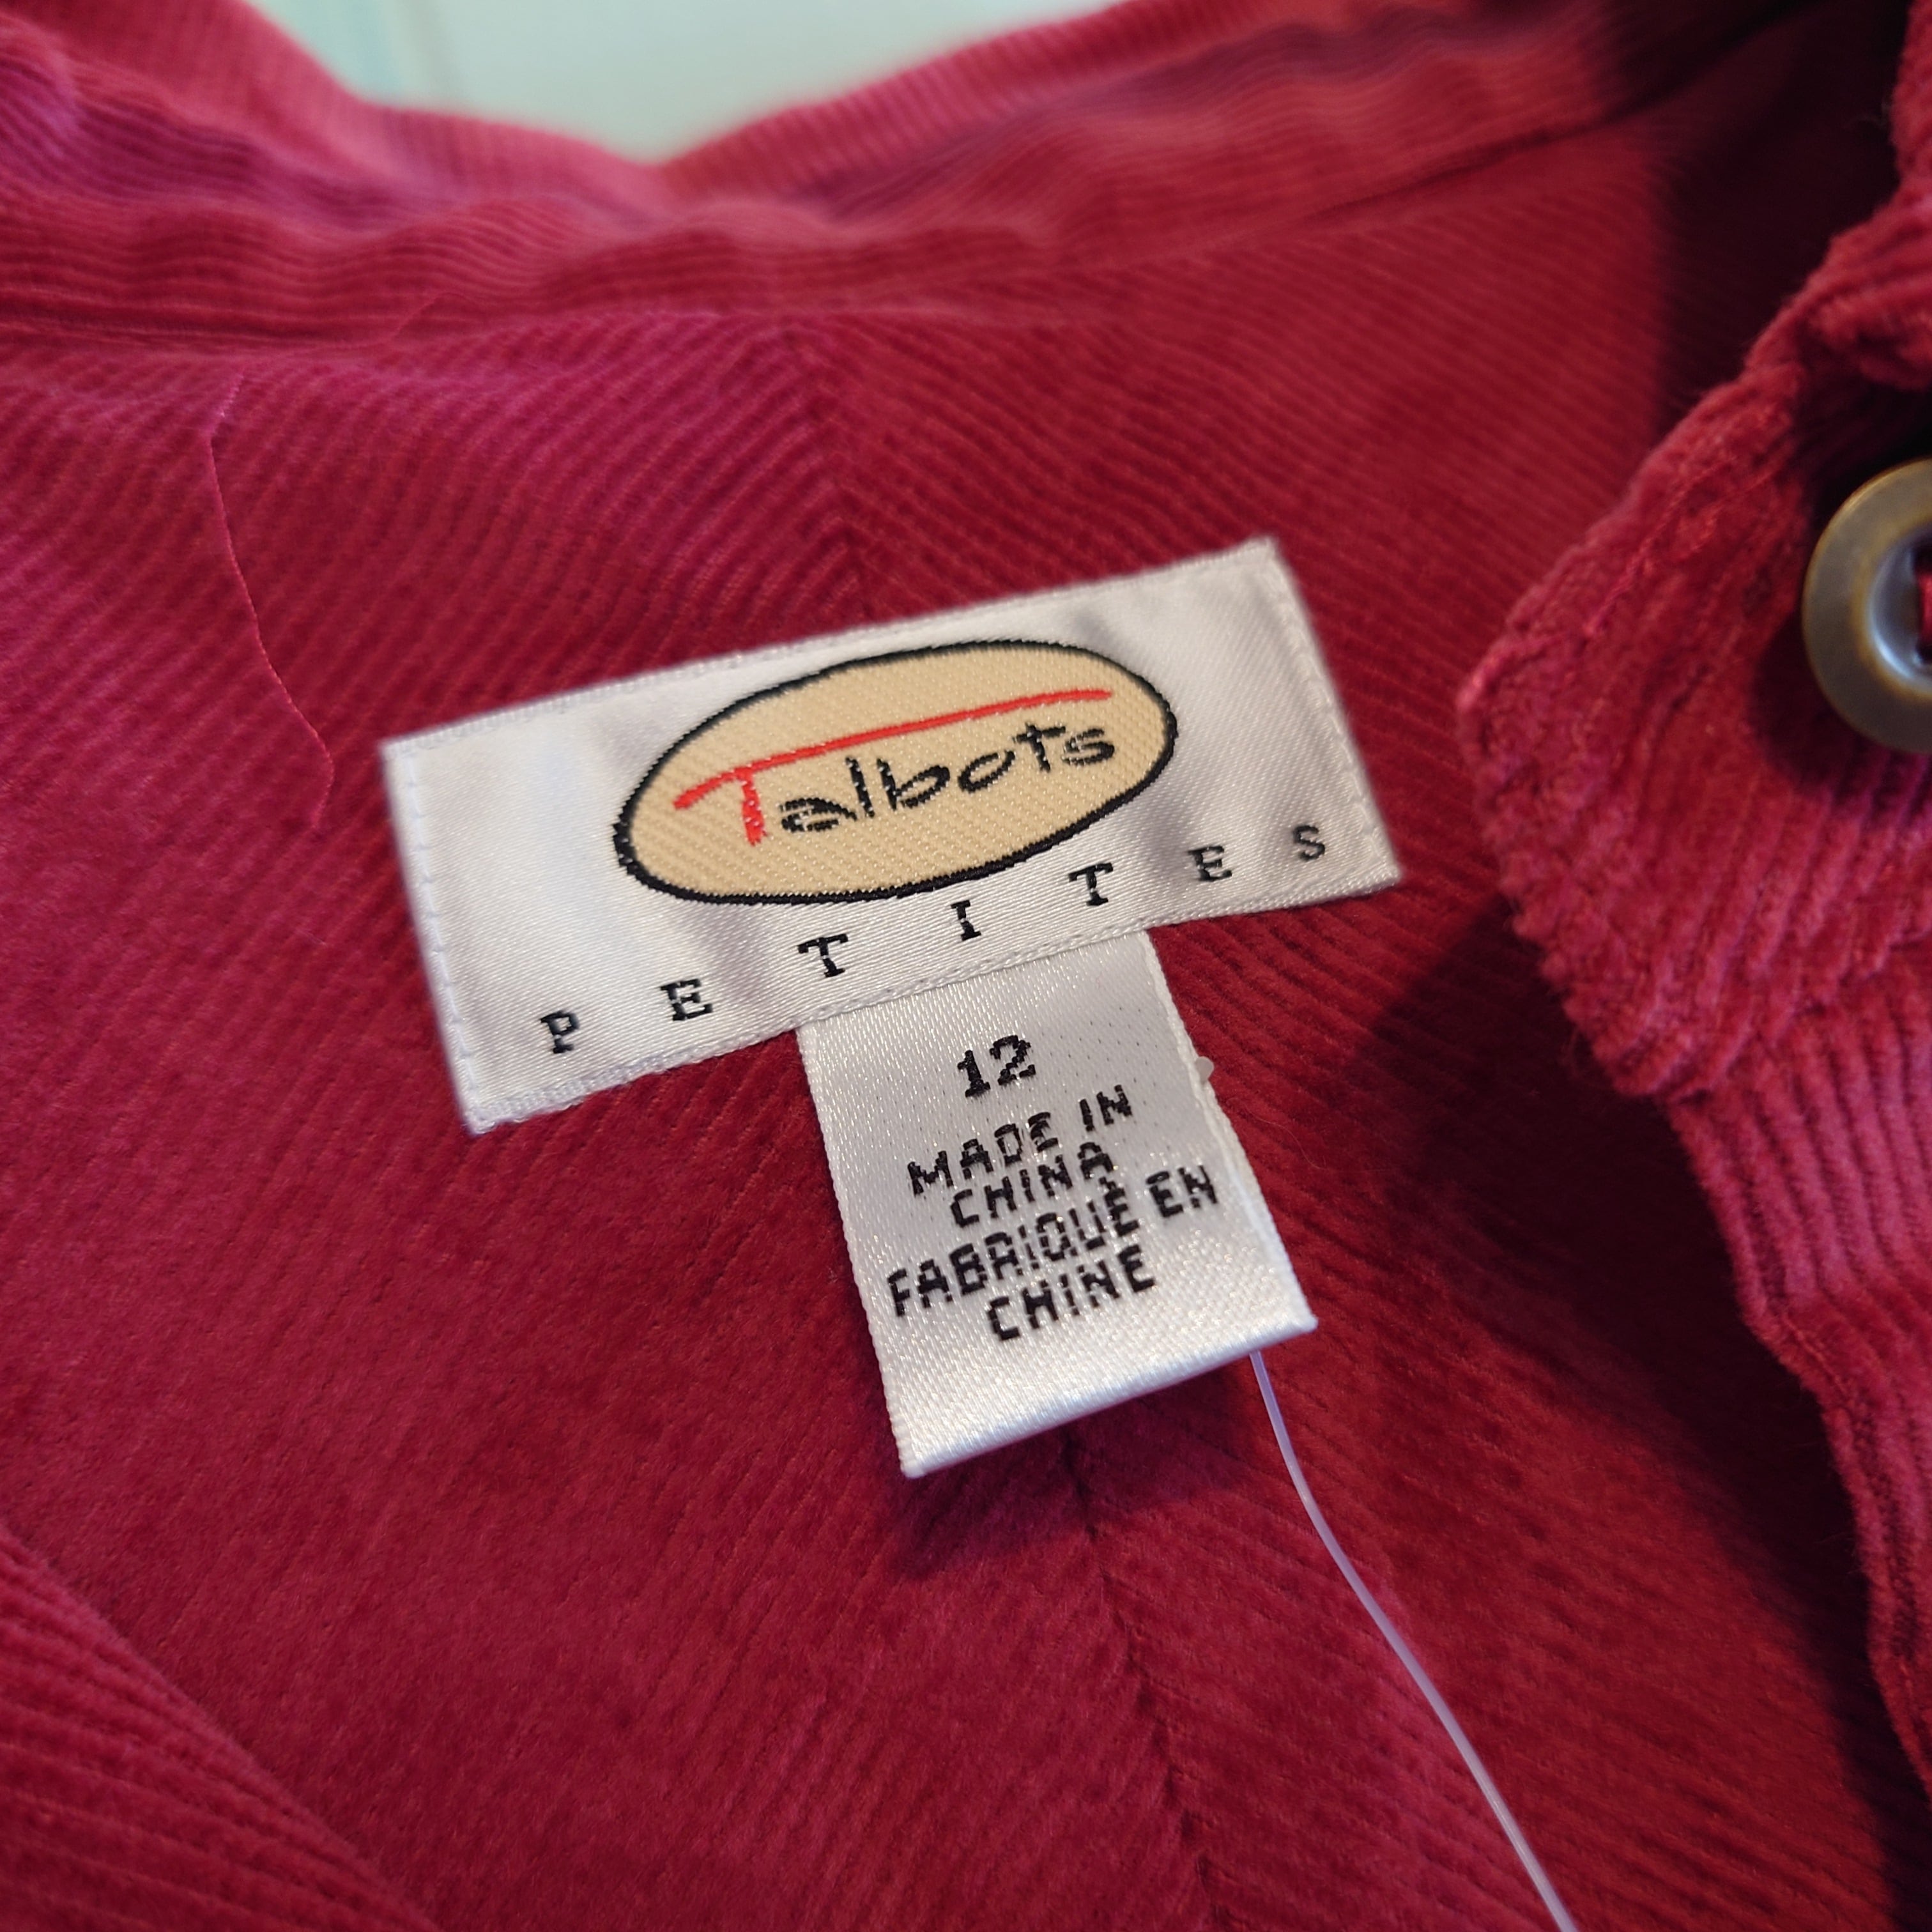 Talbots
PETITES
12
MADE IN
CHINA
FABRIQUÉ EN
CHINE